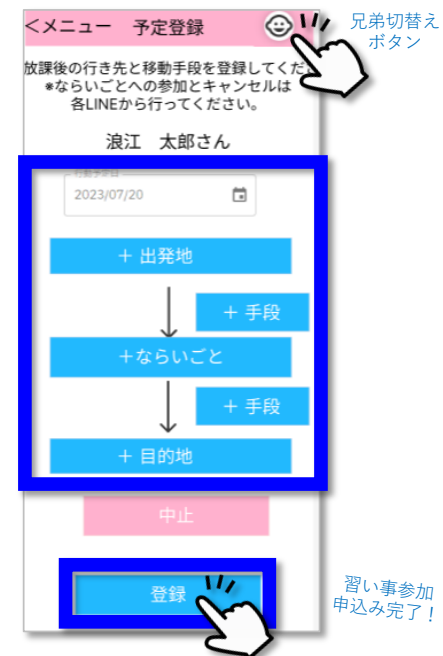 <メニュー　予定登録
兄弟切替え
ボタン
放課後の行き先と移動手段を登録してくだ
*ならいごとへの参加とキャンセルは
各LINEから行ってください。
浪江　太郎さん
行動予定日
2023/07/20
＋ 出発地
＋ 手段
＋ならいごと
＋ 手段
＋ 目的地
中止
登録
習い事参加
申込み完了！